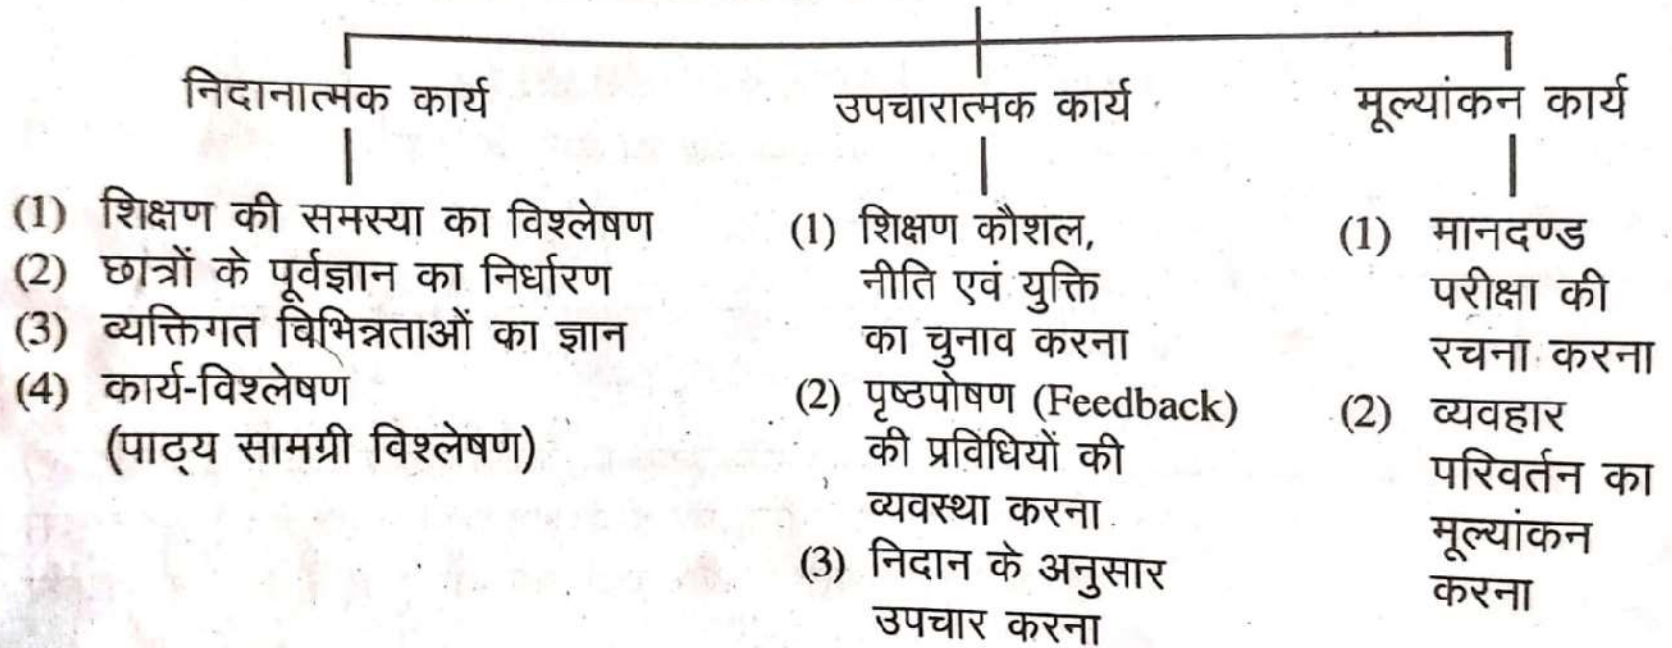 निदानात्मक कार्य
उपचारात्मक कार्य
मूल्यांकन कार्य
(1) शिक्षण की समस्या का विश्लेषण
(2) छात्रों के पूर्वज्ञान का निर्धारण
(3) व्यक्तिगत विभिन्नताओं का ज्ञान
(4) कार्य-विश्लेषण
(पाठ्य सामग्री विश्लेषण)
(1) शिक्षण कौशल,
नीति एवं युक्ति
का चुनाव करना
(2) पृष्ठपोषण (Feedback)
की प्रविधियों की
व्यवस्था करना
(3) निदान के अनुसार
उपचार करना
(1) मानदण्ड
परीक्षा की
रचना करना
(2) व्यवहार
परिवर्तन का
मूल्यांकन
करना